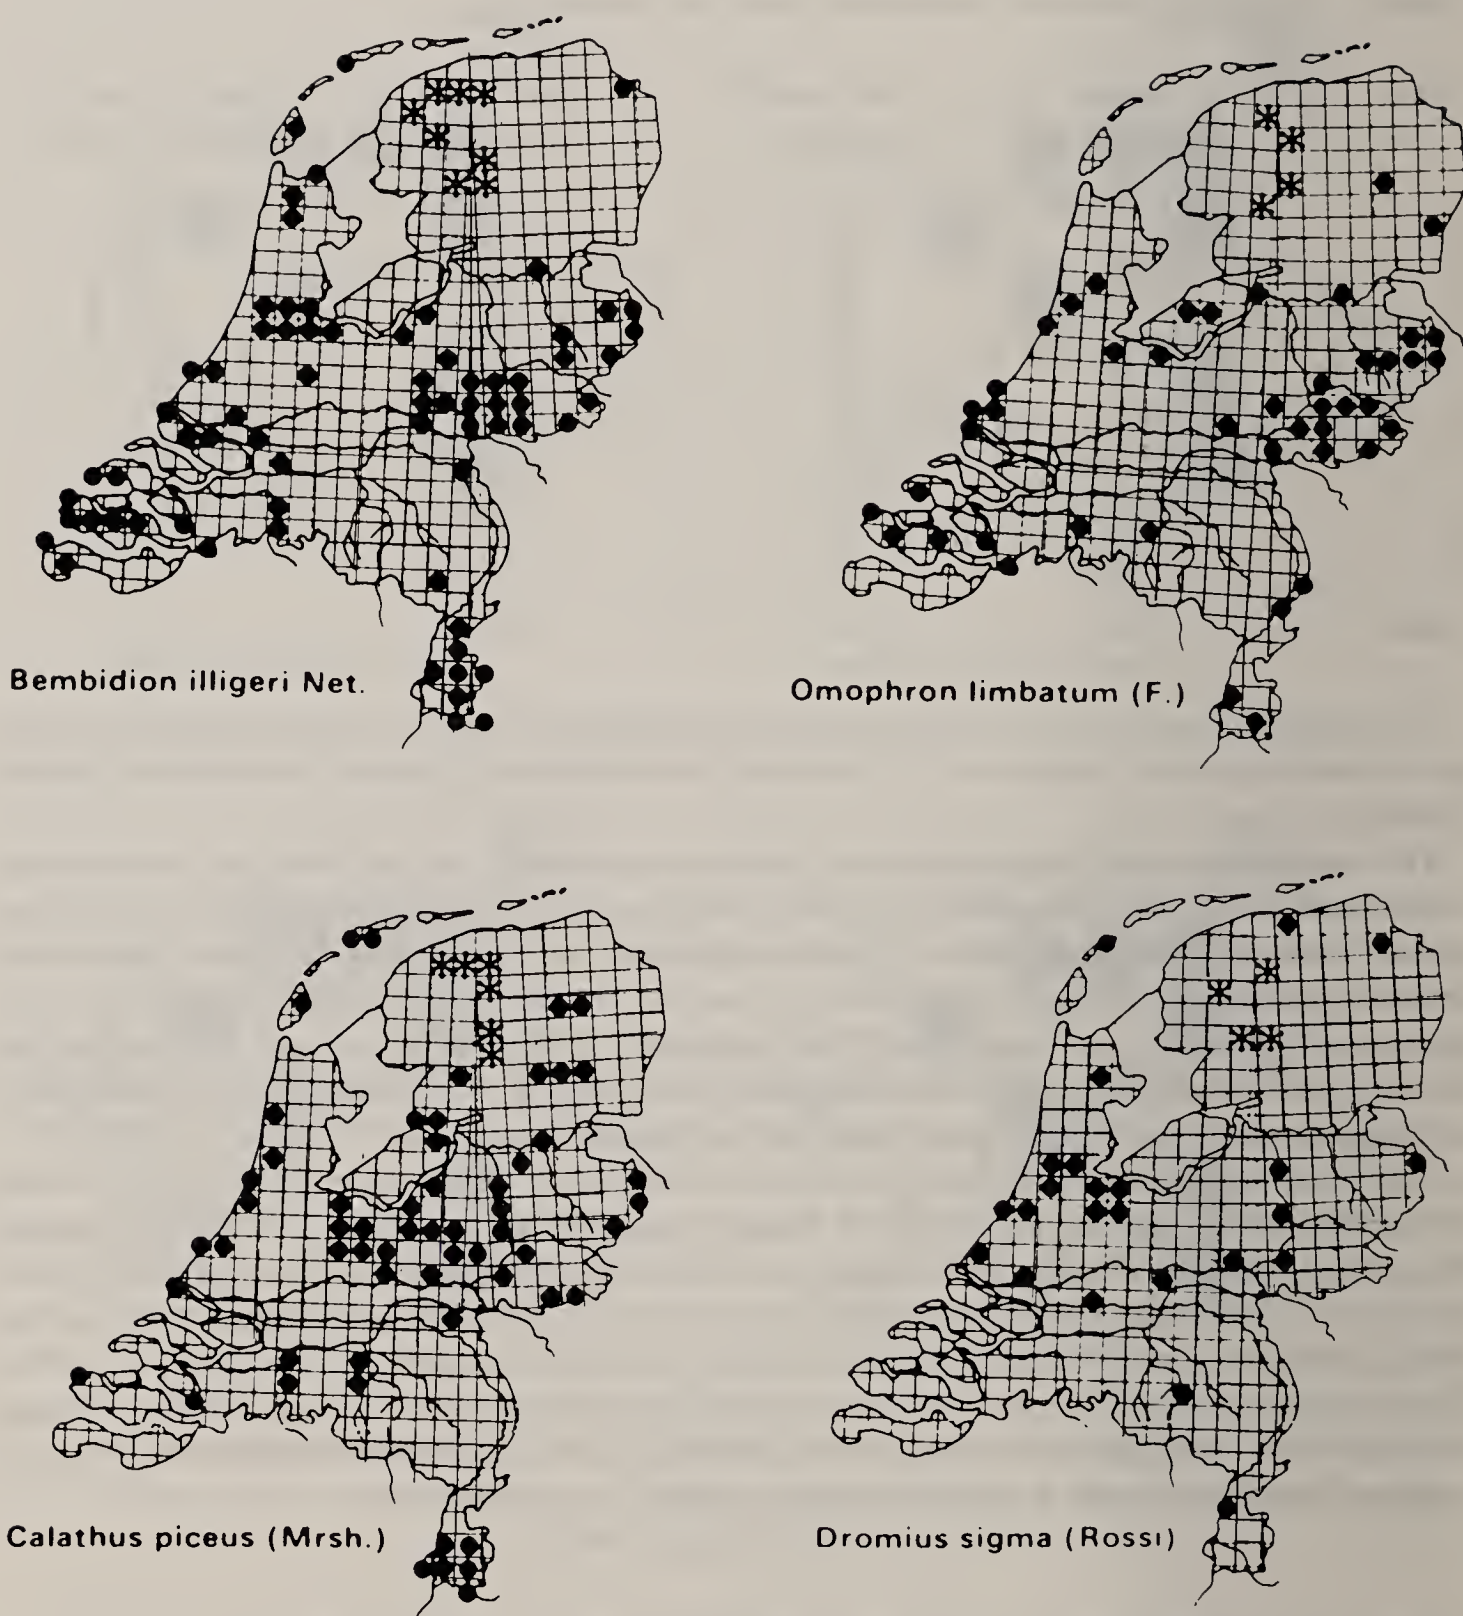 Bembidion illigeri Net.
Omophron limbatum (F.)
Calathus piceus (Mrsh.)
Dromius sigma (Rossi)